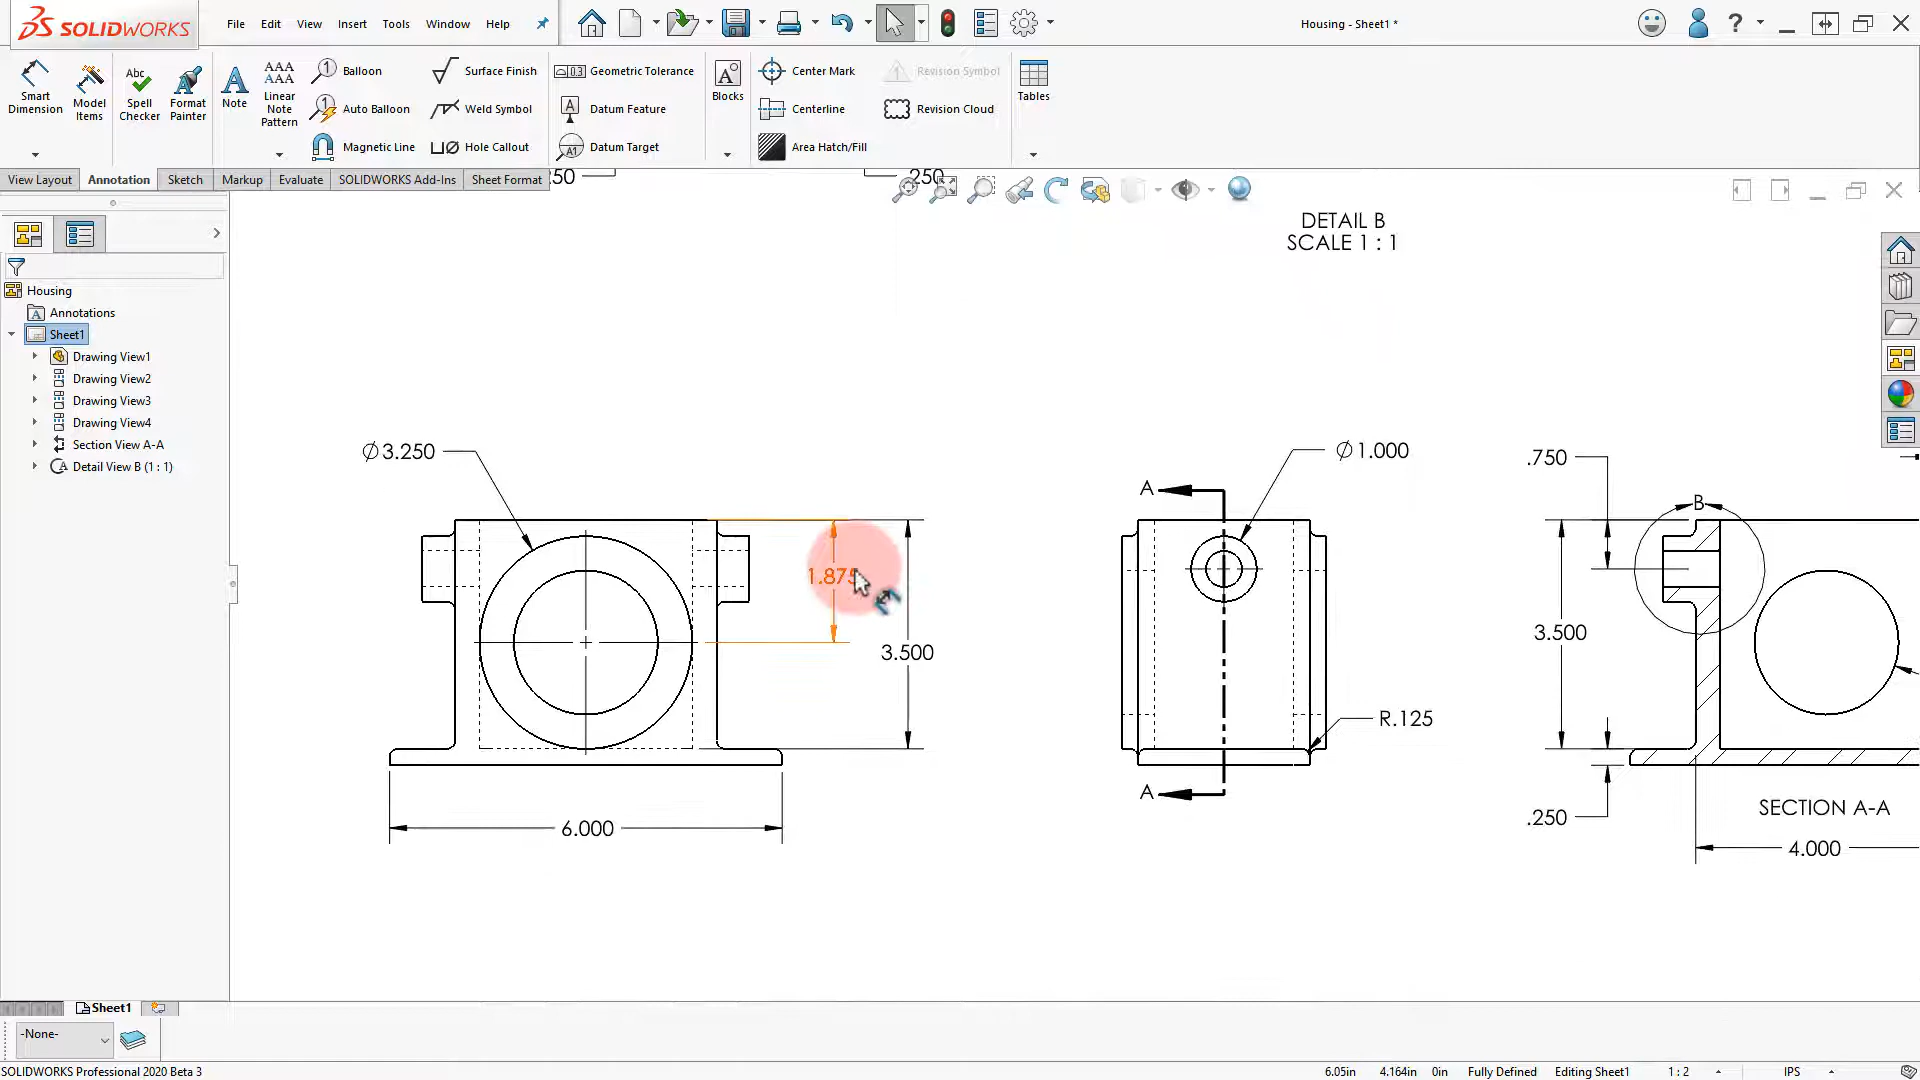 SOLIDWORKS
File Edit View Insert Tools Window Help
Housing - Sheet1 *
?
Smart Dimension
Model Items
Abc
Spell Checker
Format Painter
Note
Linear Note Pattern
Balloon
Auto Balloon
Magnetic Line
Surface Finish
Weld Symbol
Hole Callout
Geometric Tolerance
Datum Feature
Datum Target
Blocks
Center Mark
Centerline
Area Hatch/Fill
Revision Symbol
Revision Cloud
Tables
View Layout Annotation Sketch Markup Evaluate SOLIDWORKS Add-Ins Sheet Format
Housing
Annotations
Sheet1
Drawing View1
Drawing View2
Drawing View3
Drawing View4
Section View A-A
Detail View B (1 : 1)
250
.250
DETAIL B
SCALE 1 : 1
Ø3.250
1.875
3.500
6.000
Ø1.000
A
A
R.125
.750
B
3.500
.250
SECTION A-A
4.000
Sheet1
-None-
SOLIDWORKS Professional 2020 Beta 3
6.05in 4.164in 0in Fully Defined Editing Sheet1 1 : 2 IPS